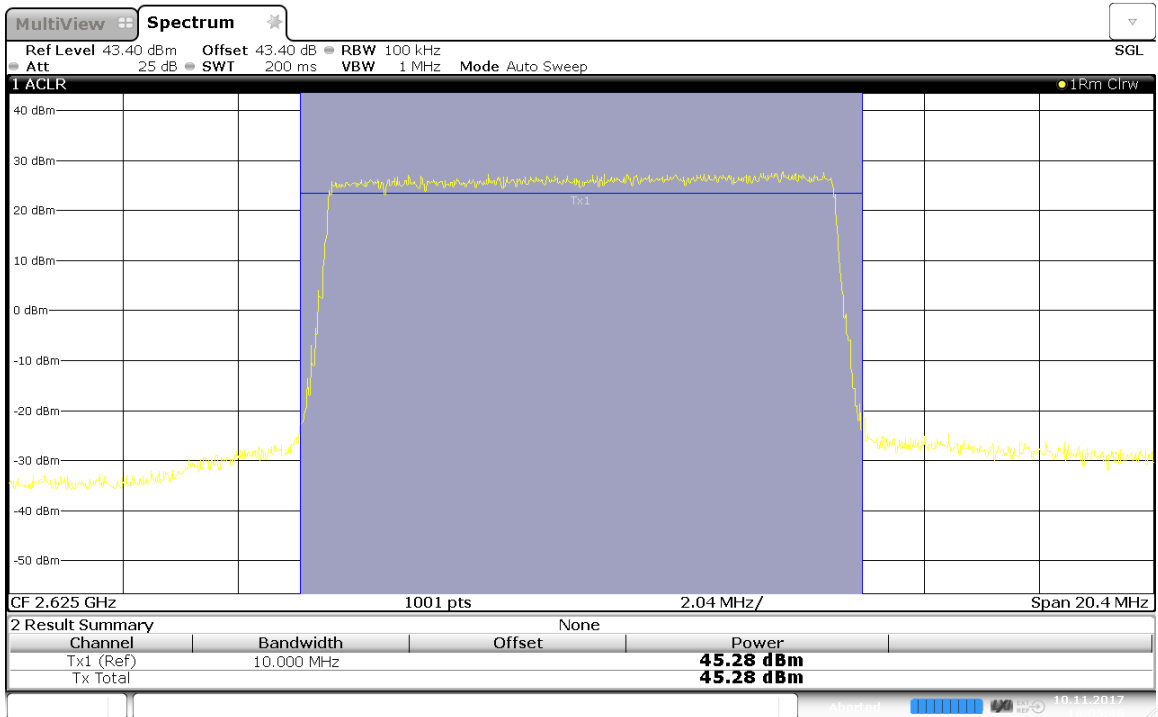 MultiView Spectrum
Ref Level 43.40 dBm Offset 43.40 dB RBW 100 kHz SGL
Att 25 dB SWT 200 ms VBW 1 MHz Mode Auto Sweep
1 ACLR 1Rm Clrw
40 dBm
30 dBm
Tx1
20 dBm
10 dBm
0 dBm
-10 dBm
-20 dBm
-30 dBm
-40 dBm
-50 dBm
CF 2.625 GHz 1001 pts 2.04 MHz/ Span 20.4 MHz
2 Result Summary None
Channel Bandwidth Offset Power
Tx1 (Ref) 10.000 MHz 45.28 dBm
Tx Total 45.28 dBm
Aborted 10.11.2017